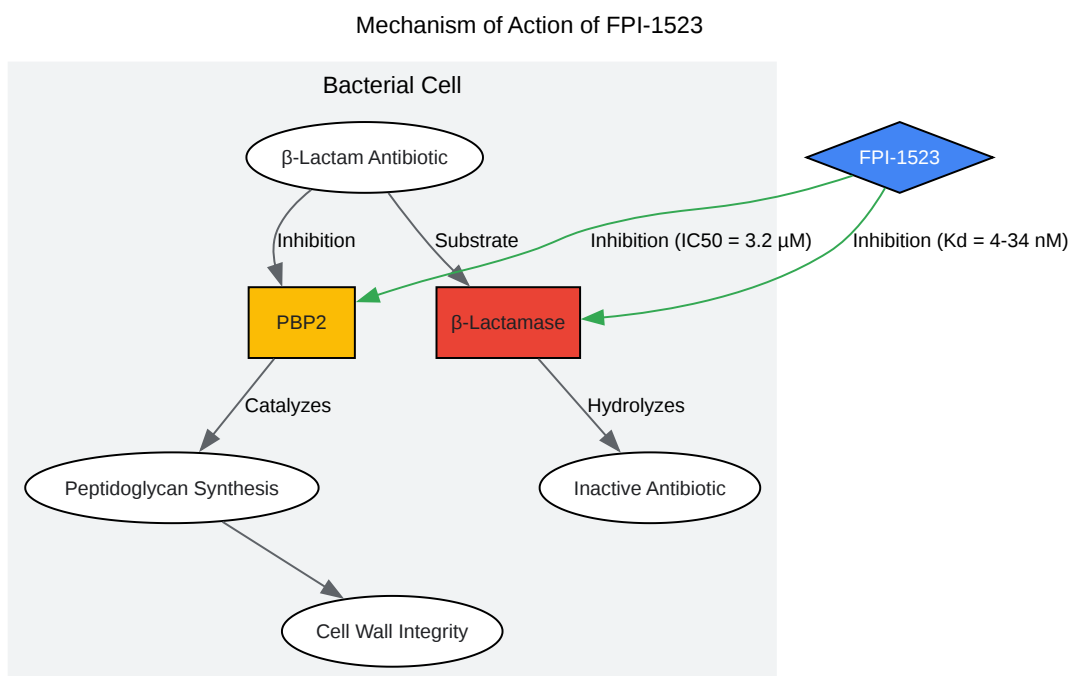 Mechanism of Action of FPI-1523
Bacterial Cell
β-Lactam Antibiotic
FPI-1523
Inhibition
Substrate
Inhibition (IC50 = 3.2 µM)
Inhibition (Kd = 4-34 nM)
PBP2
β-Lactamase
Catalyzes
Hydrolyzes
Peptidoglycan Synthesis
Inactive Antibiotic
Cell Wall Integrity